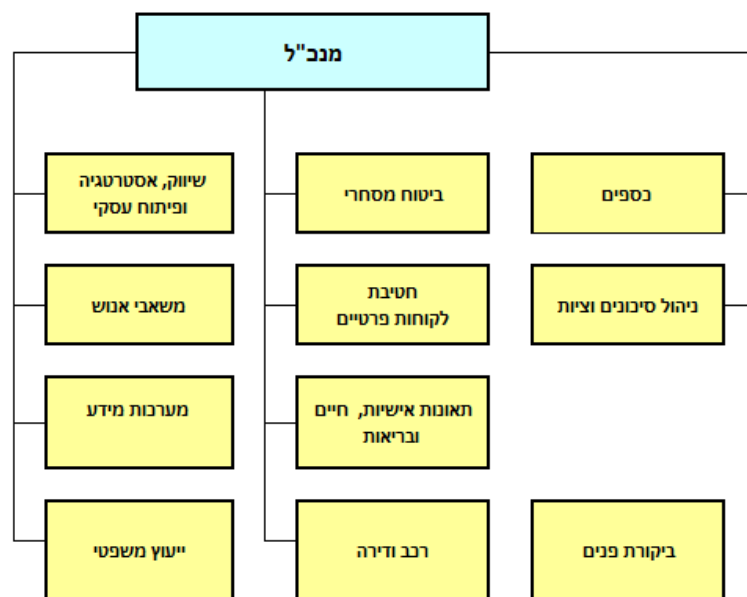 מנכ"ל
כספים
ביטוח מסחרי
שיווק, אסטרטגיה
ופיתוח עסקי
ניהול סיכונים וציות
חטיבת
לקוחות פרטיים
משאבי אנוש
תאונות אישיות, חיים
ובריאות
מערכות מידע
ביקורת פנים
רכב ודירה
ייעוץ משפטי